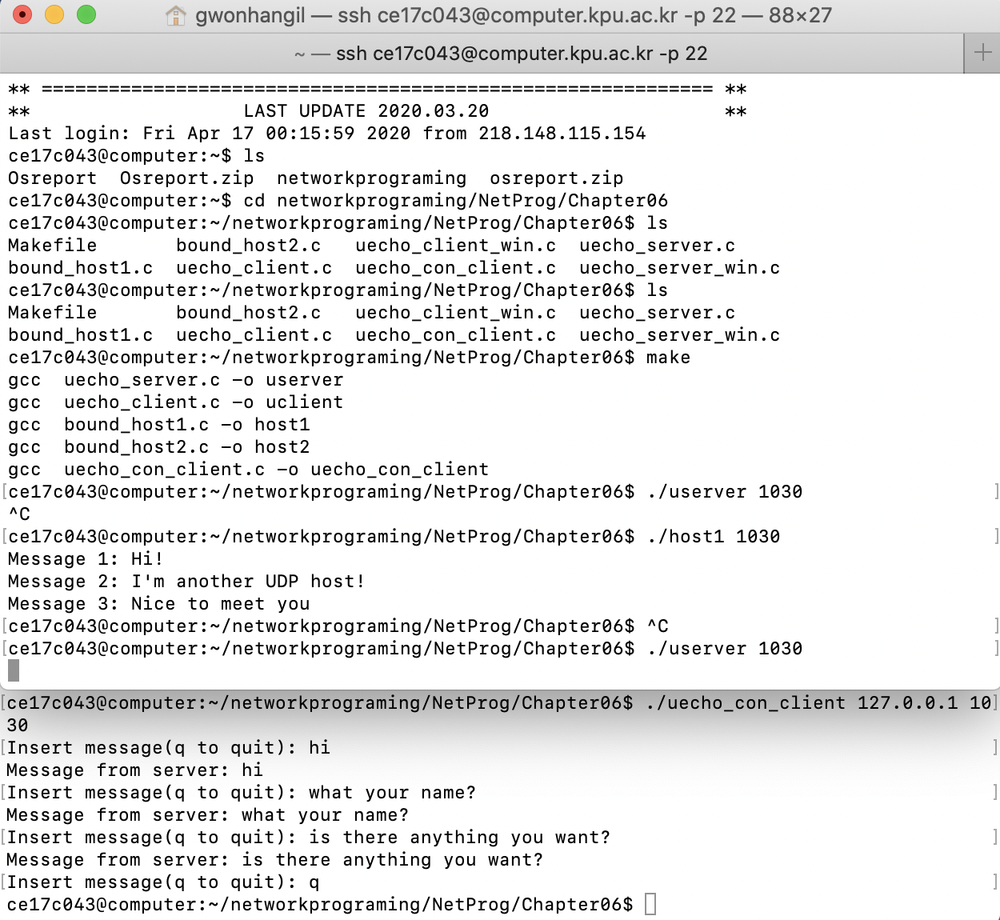 gwonhangil — ssh ce17c043@computer.kpu.ac.kr -p 22 — 88×27
~ — ssh ce17c043@computer.kpu.ac.kr -p 22
** ============================================================ **
** LAST UPDATE 2020.03.20 **
Last login: Fri Apr 17 00:15:59 2020 from 218.148.115.154
ce17c043@computer:~$ ls
Osreport  Osreport.zip  networkprograming  osreport.zip
ce17c043@computer:~$ cd networkprograming/NetProg/Chapter06
ce17c043@computer:~/networkprograming/NetProg/Chapter06$ ls
Makefile       bound_host2.c   uecho_client_win.c  uecho_server.c
bound_host1.c  uecho_client.c  uecho_con_client.c  uecho_server_win.c
ce17c043@computer:~/networkprograming/NetProg/Chapter06$ ls
Makefile       bound_host2.c   uecho_client_win.c  uecho_server.c
bound_host1.c  uecho_client.c  uecho_con_client.c  uecho_server_win.c
ce17c043@computer:~/networkprograming/NetProg/Chapter06$ make
gcc  uecho_server.c -o userver
gcc  uecho_client.c -o uclient
gcc  bound_host1.c -o host1
gcc  bound_host2.c -o host2
gcc  uecho_con_client.c -o uecho_con_client
[ce17c043@computer:~/networkprograming/NetProg/Chapter06$ ./userver 1030 ]
^C
[ce17c043@computer:~/networkprograming/NetProg/Chapter06$ ./host1 1030 ]
Message 1: Hi!
Message 2: I'm another UDP host!
Message 3: Nice to meet you
[ce17c043@computer:~/networkprograming/NetProg/Chapter06$ ^C ]
[ce17c043@computer:~/networkprograming/NetProg/Chapter06$ ./userver 1030 ]
[ce17c043@computer:~/networkprograming/NetProg/Chapter06$ ./uecho_con_client 127.0.0.1 10]
30
[Insert message(q to quit): hi ]
Message from server: hi
[Insert message(q to quit): what your name? ]
Message from server: what your name?
[Insert message(q to quit): is there anything you want? ]
Message from server: is there anything you want?
[Insert message(q to quit): q ]
ce17c043@computer:~/networkprograming/NetProg/Chapter06$